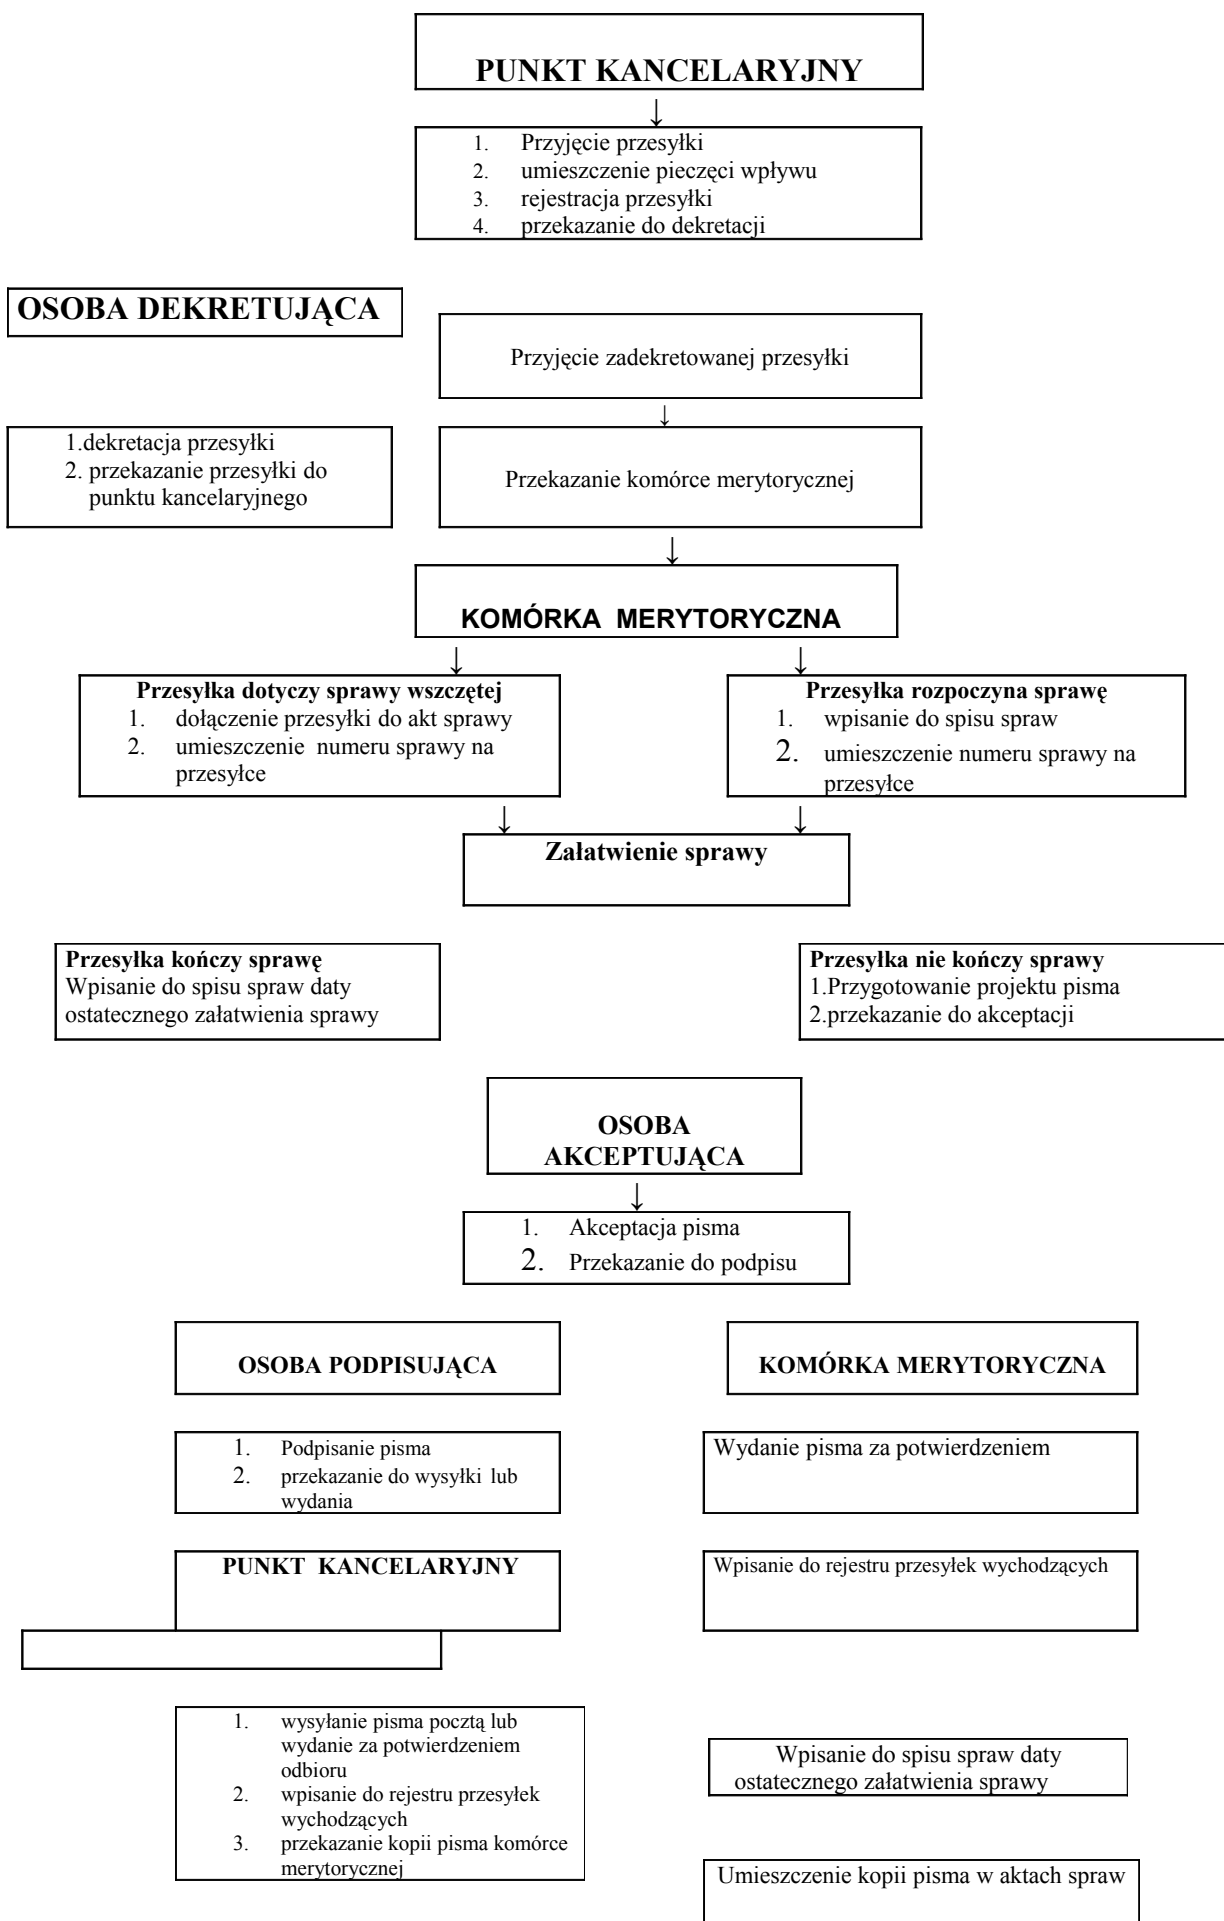 PUNKT KANCELARYJNY
↓
1. Przyjęcie przesyłki
2. umieszczenie pieczęci wpływu
3. rejestracja przesyłki
4. przekazanie do dekretacji
OSOBA DEKRETUJĄCA
Przyjęcie zadekretowanej przesyłki
↓
1.dekretacja przesyłki
2. przekazanie przesyłki do
punktu kancelaryjnego
Przekazanie komórce merytorycznej
↓
KOMÓRKA MERYTORYCZNA
↓ ↓
Przesyłka dotyczy sprawy wszczętej
1. dołączenie przesyłki do akt sprawy
2. umieszczenie numeru sprawy na
przesyłce
Przesyłka rozpoczyna sprawę
1. wpisanie do spisu spraw
2. umieszczenie numeru sprawy na
przesyłce
↓ ↓
Załatwienie sprawy
Przesyłka kończy sprawę
Wpisanie do spisu spraw daty
ostatecznego załatwienia sprawy
Przesyłka nie kończy sprawy
1.Przygotowanie projektu pisma
2.przekazanie do akceptacji
OSOBA
AKCEPTUJĄCA
↓
1. Akceptacja pisma
2. Przekazanie do podpisu
OSOBA PODPISUJĄCA
KOMÓRKA MERYTORYCZNA
1. Podpisanie pisma
2. przekazanie do wysyłki lub
wydania
Wydanie pisma za potwierdzeniem
PUNKT KANCELARYJNY
Wpisanie do rejestru przesyłek wychodzących
1. wysyłanie pisma pocztą lub
wydanie za potwierdzeniem
odbioru
2. wpisanie do rejestru przesyłek
wychodzących
3. przekazanie kopii pisma komórce
merytorycznej
Wpisanie do spisu spraw daty
ostatecznego załatwienia sprawy
Umieszczenie kopii pisma w aktach spraw